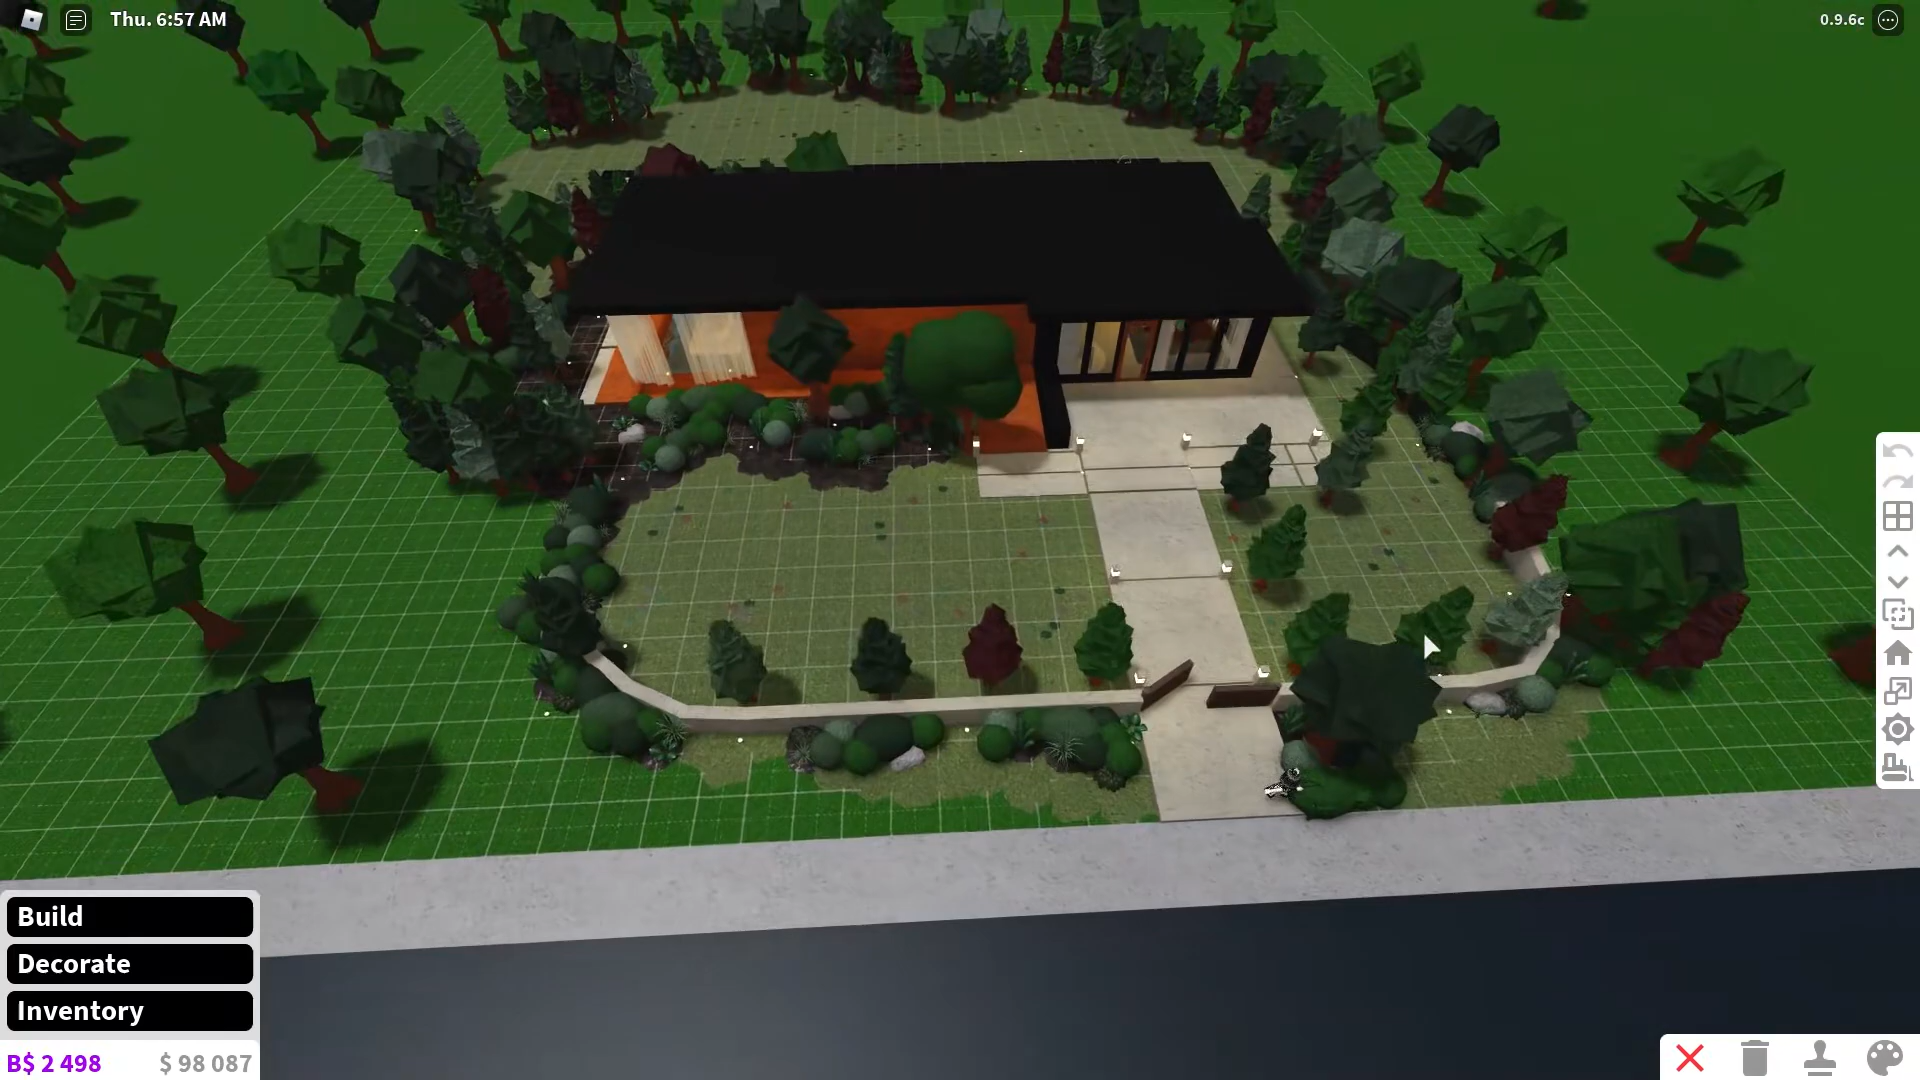 Thu. 6:57 AM
0.9.6c
Build
Decorate
Inventory
B$ 2 498
$ 98 087